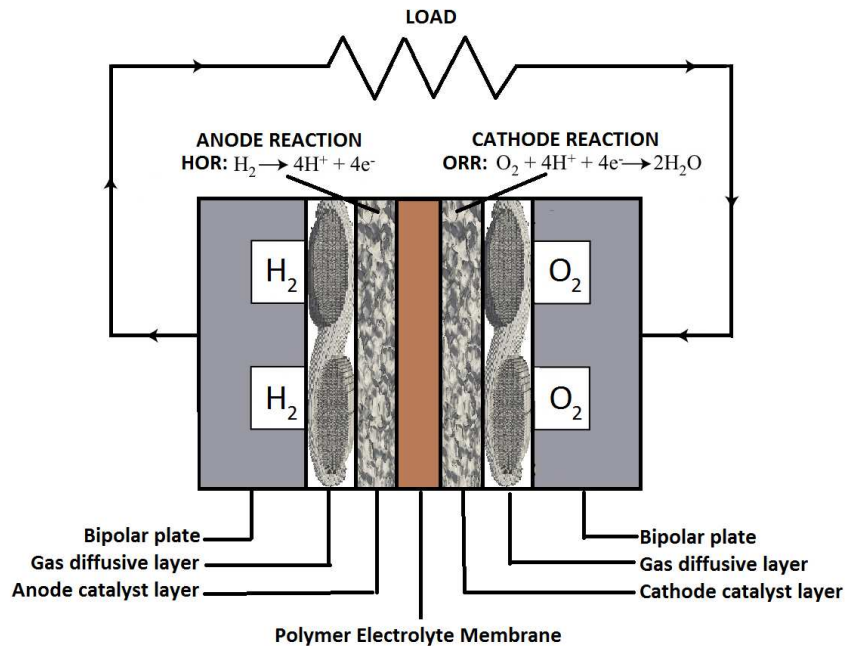 LOAD
ANODE REACTION
HOR: H₂ → 4H⁺ + 4e⁻
CATHODE REACTION
ORR: O₂ + 4H⁺ + 4e⁻ → 2H₂O
H₂
O₂
H₂
O₂
Bipolar plate
Gas diffusive layer
Anode catalyst layer
Bipolar plate
Gas diffusive layer
Cathode catalyst layer
Polymer Electrolyte Membrane